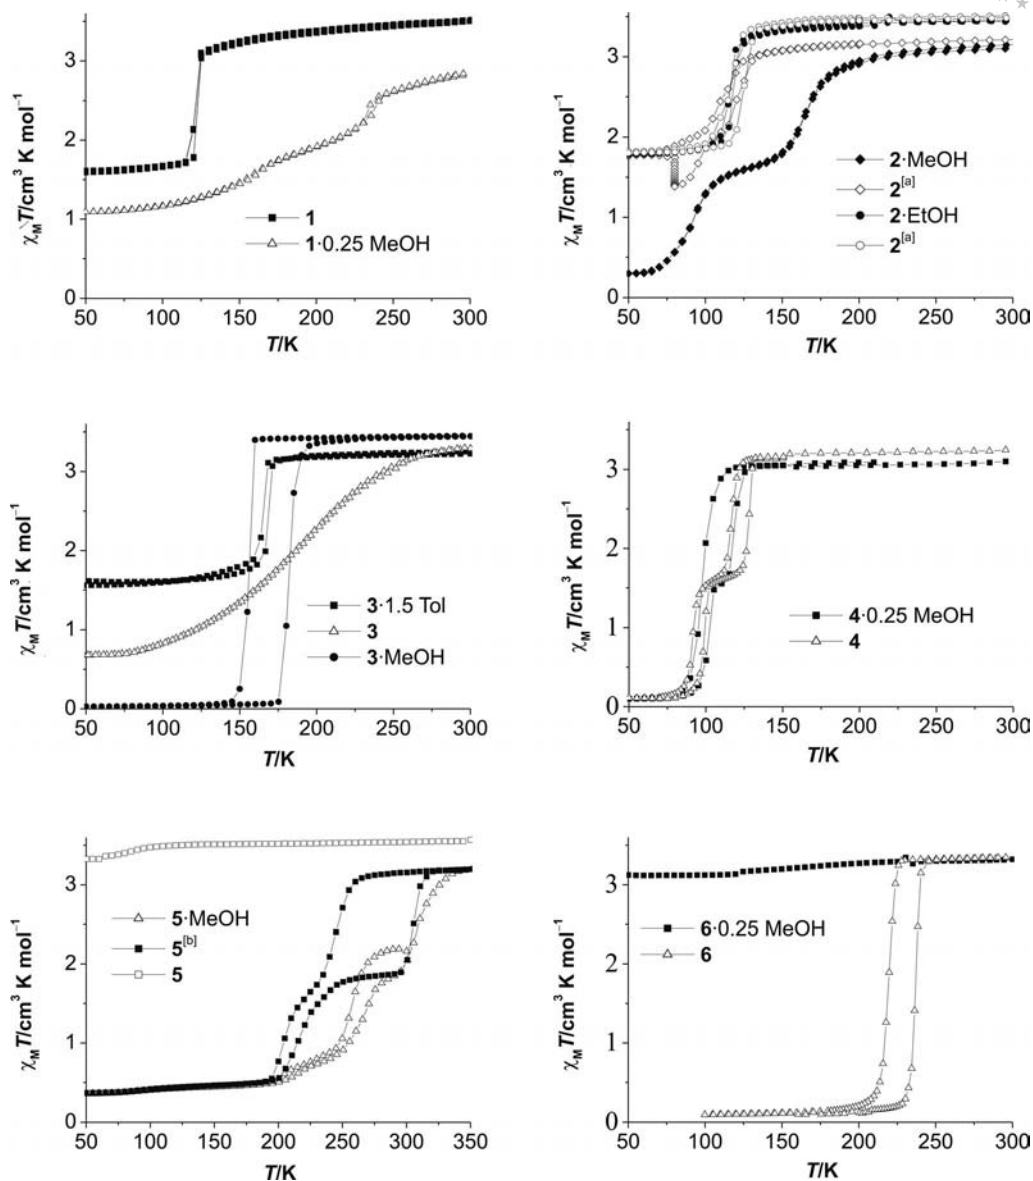 χMT/cm³ K mol⁻¹
3
2
1
0
1
1·0.25 MeOH
50 100 150 200 250 300
T/K
χMT/cm³ K mol⁻¹
3
2
1
0
2·MeOH
2[a]
2·EtOH
2[a]
50 100 150 200 250 300
T/K
χMT/cm³ K mol⁻¹
3
2
1
0
3·1.5 Tol
3
3·MeOH
50 100 150 200 250 300
T/K
χMT/cm³ K mol⁻¹
3
2
1
0
4·0.25 MeOH
4
50 100 150 200 250 300
T/K
χMT/cm³ K mol⁻¹
3
2
1
0
5·MeOH
5[b]
5
50 100 150 200 250 300 350
T/K
χMT/cm³ K mol⁻¹
3
2
1
0
6·0.25 MeOH
6
50 100 150 200 250 300
T/K